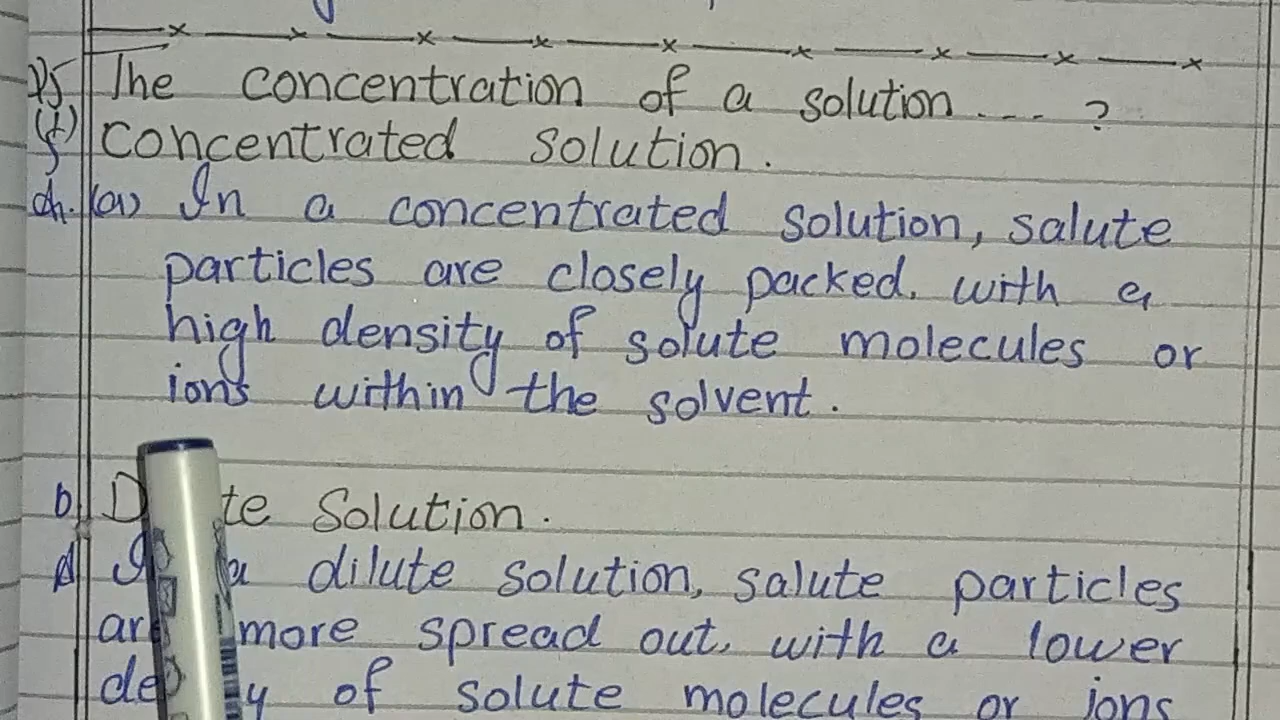 The concentration of a solution .... ?
concentrated solution.
(a) In a concentrated solution, salute
particles are closely packed. with a
high density of solute molecules or
ions within the solvent.
b te Solution.
a dilute solution, salute particles
more spread out. with a lower
of solute molecules or ions